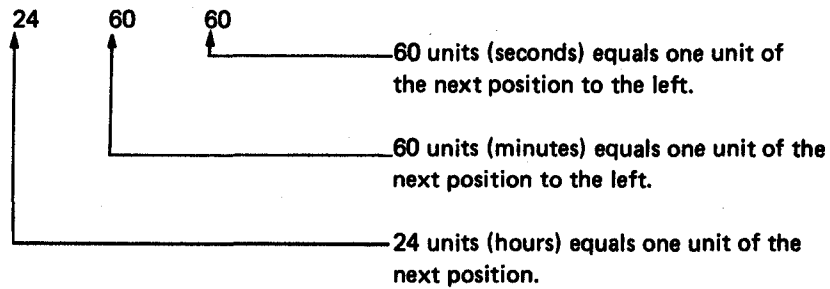 24 60 60
60 units (seconds) equals one unit of
the next position to the left.
60 units (minutes) equals one unit of the
next position to the left.
24 units (hours) equals one unit of the
next position.